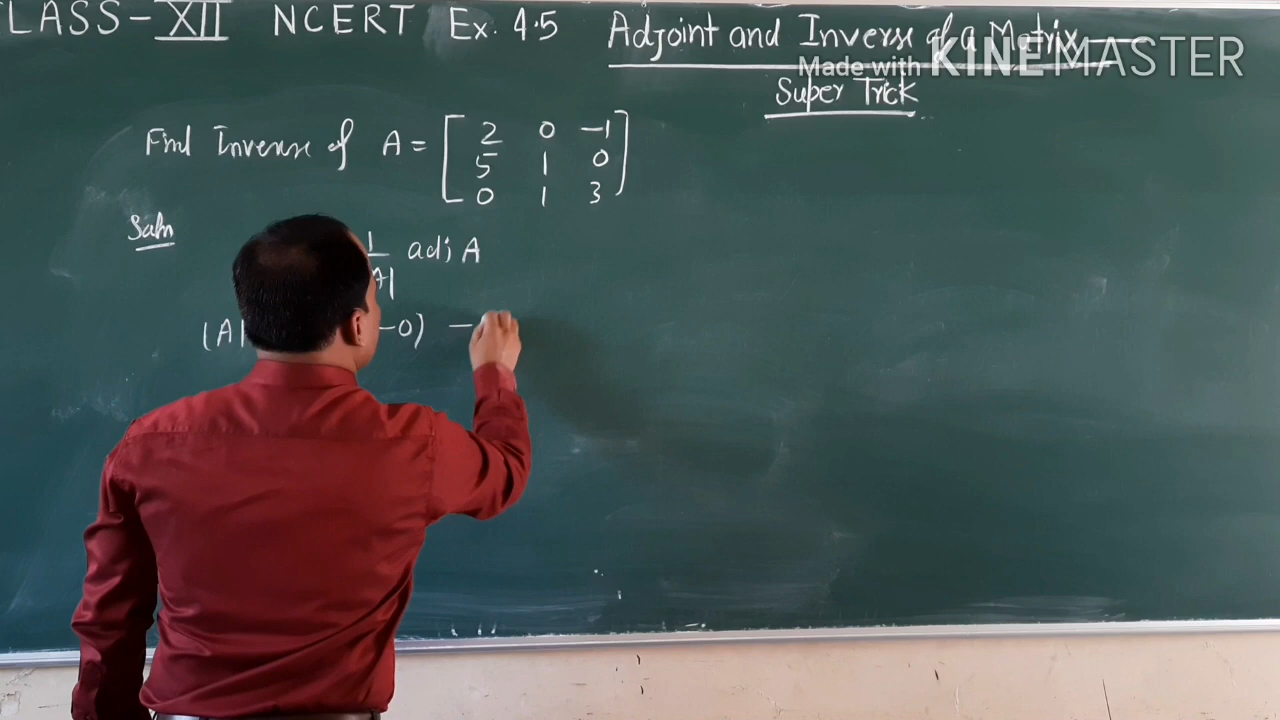 CLASS-XII NCERT Ex. 4.5 Adjoint and Inverse of a Matrix
Made with KINEMASTER
Super Trick
Find Inverse of A = [ 2 0 -1
5 1 0
0 1 3 ]
Soln
1 adj A
|A|
|A| -0) -